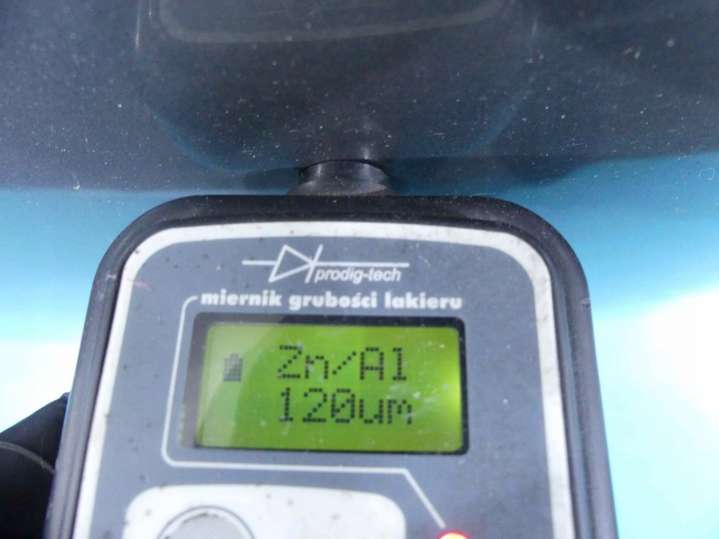 prodig-tech
miernik grubości lakieru
Zn/Al
120um